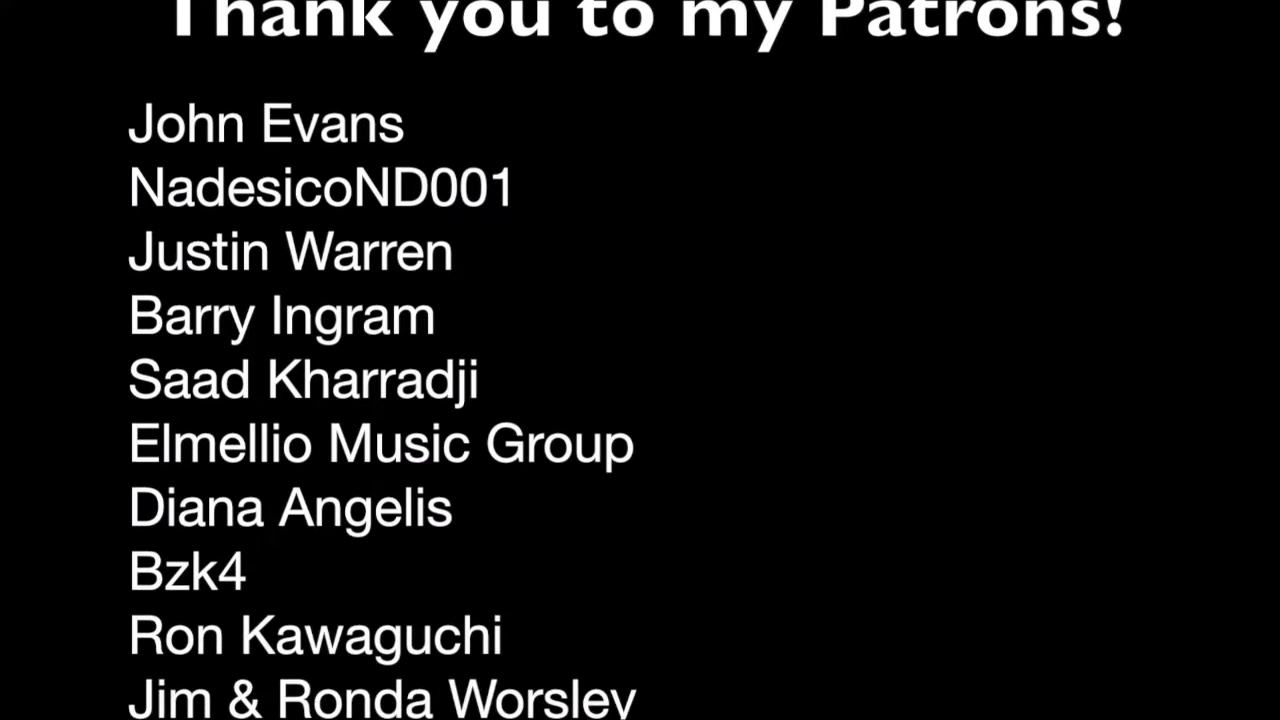 Thank you to my Patrons!
John Evans
NadesicoND001
Justin Warren
Barry Ingram
Saad Kharradji
Elmellio Music Group
Diana Angelis
Bzk4
Ron Kawaguchi
Jim & Ronda Worsley